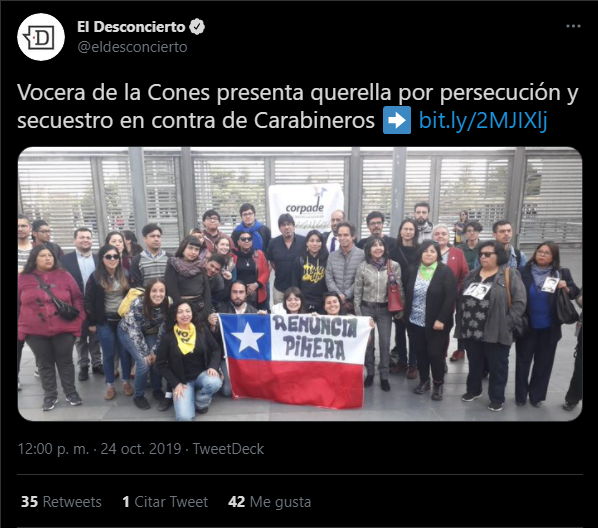 El Desconcierto
@eldesconcierto
Vocera de la Cones presenta querella por persecución y
secuestro en contra de Carabineros ➡ bit.ly/2MJIXlj
D
corpade
RENUNCIA
PIÑERA
12:00 p. m. · 24 oct. 2019 · TweetDeck
35 Retweets 1 Citar Tweet 42 Me gusta